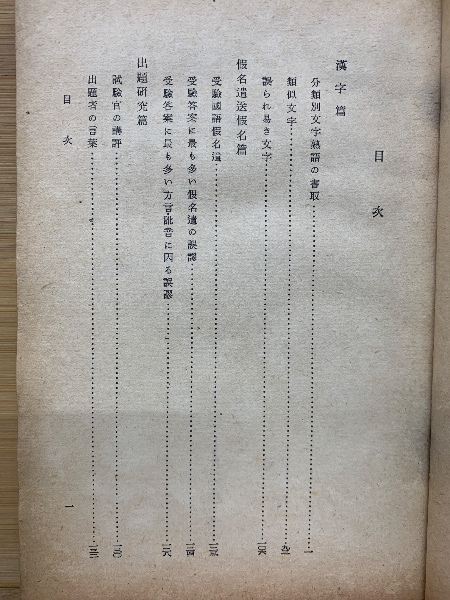 目次
漢字篇
分類別文字熟語の書取
類似文字
誤られ易き文字
假名遣送假名篇
受驗國語假名遣
受驗答案に最も多い假名遣の誤謬
受驗答案に最も多い方言訛音に因る誤謬
出題研究篇
試驗官の講評
出題者の言葉
目次
一